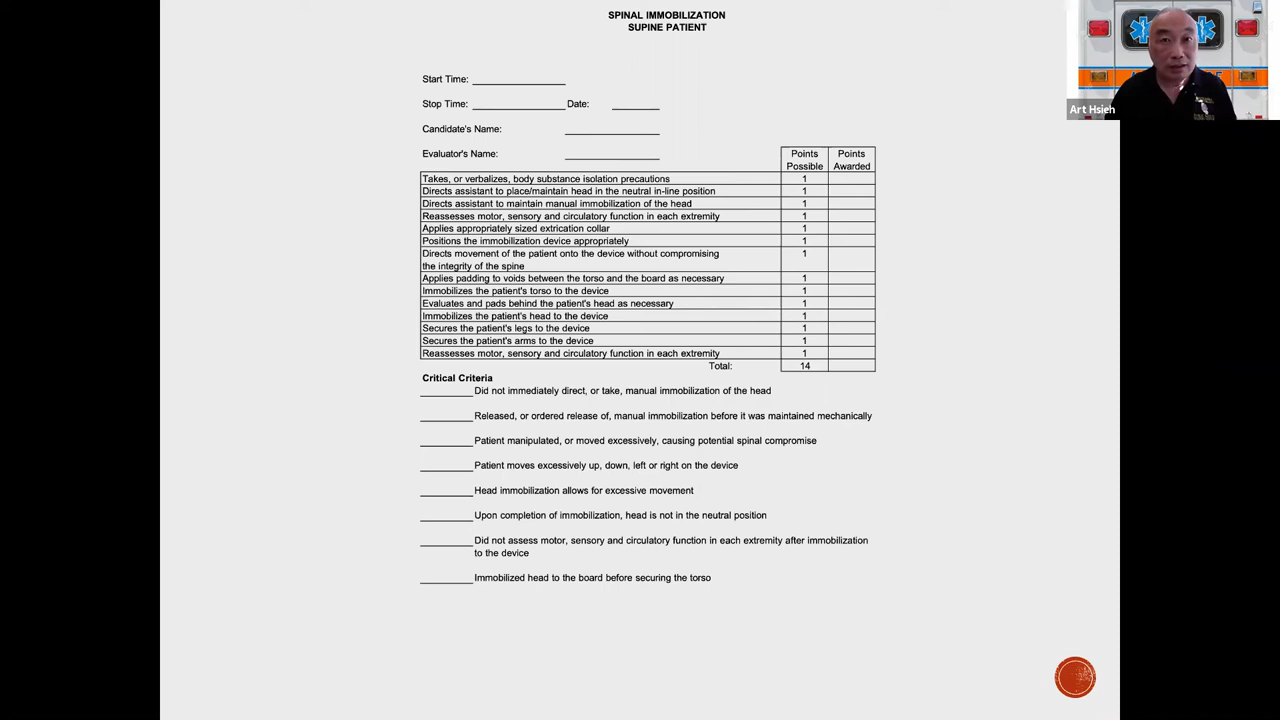 SPINAL IMMOBILIZATION
SUPINE PATIENT
Start Time:
Stop Time: Date:
Candidate's Name:
Evaluator's Name:
Points Possible
Points Awarded
Takes, or verbalizes, body substance isolation precautions 1
Directs assistant to place/maintain head in the neutral in-line position 1
Directs assistant to maintain manual immobilization of the head 1
Reassesses motor, sensory and circulatory function in each extremity 1
Applies appropriately sized extrication collar 1
Positions the immobilization device appropriately 1
Directs movement of the patient onto the device without compromising 1
the integrity of the spine
Applies padding to voids between the torso and the board as necessary 1
Immobilizes the patient's torso to the device 1
Evaluates and pads behind the patient's head as necessary 1
Immobilizes the patient's head to the device 1
Secures the patient's legs to the device 1
Secures the patient's arms to the device 1
Reassesses motor, sensory and circulatory function in each extremity 1
Total: 14
Critical Criteria
Did not immediately direct, or take, manual immobilization of the head
Released, or ordered release of, manual immobilization before it was maintained mechanically
Patient manipulated, or moved excessively, causing potential spinal compromise
Patient moves excessively up, down, left or right on the device
Head immobilization allows for excessive movement
Upon completion of immobilization, head is not in the neutral position
Did not assess motor, sensory and circulatory function in each extremity after immobilization
to the device
Immobilized head to the board before securing the torso
Art Hsieh